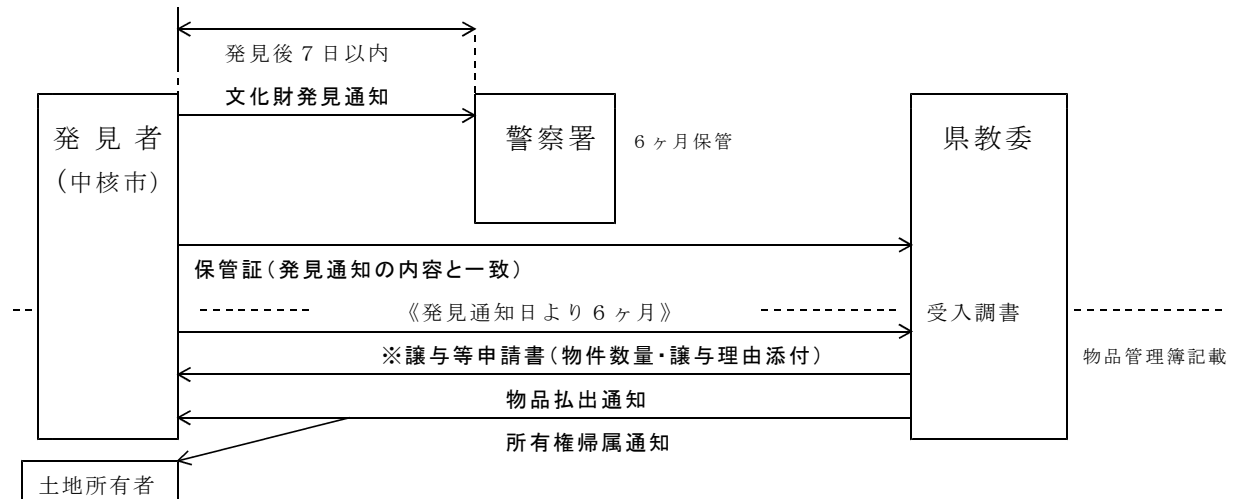 発見後7日以内
文化財発見通知
発見者
(中核市)
警察署
6ヶ月保管
県教委
保管証(発見通知の内容と一致)
《発見通知日より6ヶ月》
受入調書
※譲与等申請書(物件数量・譲与理由添付)
物品管理簿記載
物品払出通知
所有権帰属通知
土地所有者